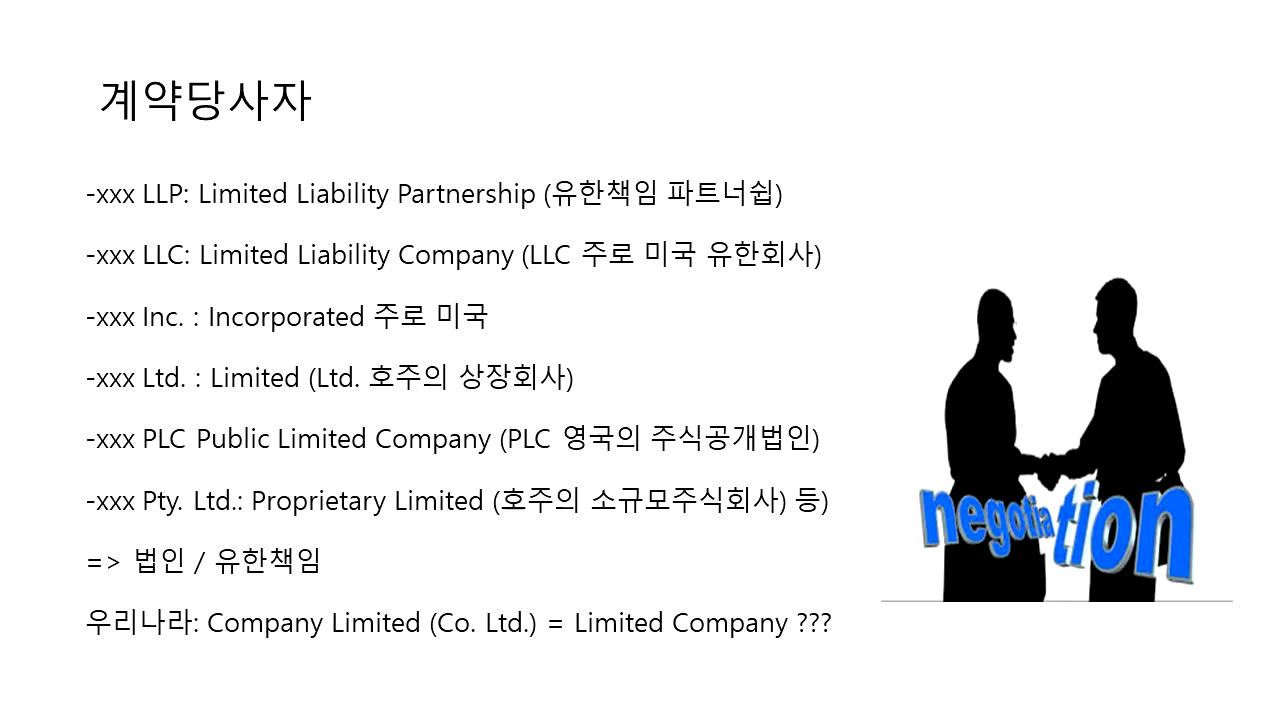 계약당사자
-xxx LLP: Limited Liability Partnership (유한책임 파트너쉽)
-xxx LLC: Limited Liability Company (LLC 주로 미국 유한회사)
-xxx Inc. : Incorporated 주로 미국
-xxx Ltd. : Limited (Ltd. 호주의 상장회사)
-xxx PLC Public Limited Company (PLC 영국의 주식공개법인)
-xxx Pty. Ltd.: Proprietary Limited (호주의 소규모주식회사) 등)
=> 법인 / 유한책임
우리나라: Company Limited (Co. Ltd.) = Limited Company ???
negotiation